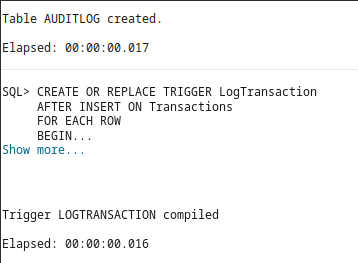 Table AUDITLOG created.
Elapsed: 00:00:00.017
SQL> CREATE OR REPLACE TRIGGER LogTransaction
AFTER INSERT ON Transactions
FOR EACH ROW
BEGIN...
Show more...
Trigger LOGTRANSACTION compiled
Elapsed: 00:00:00.016